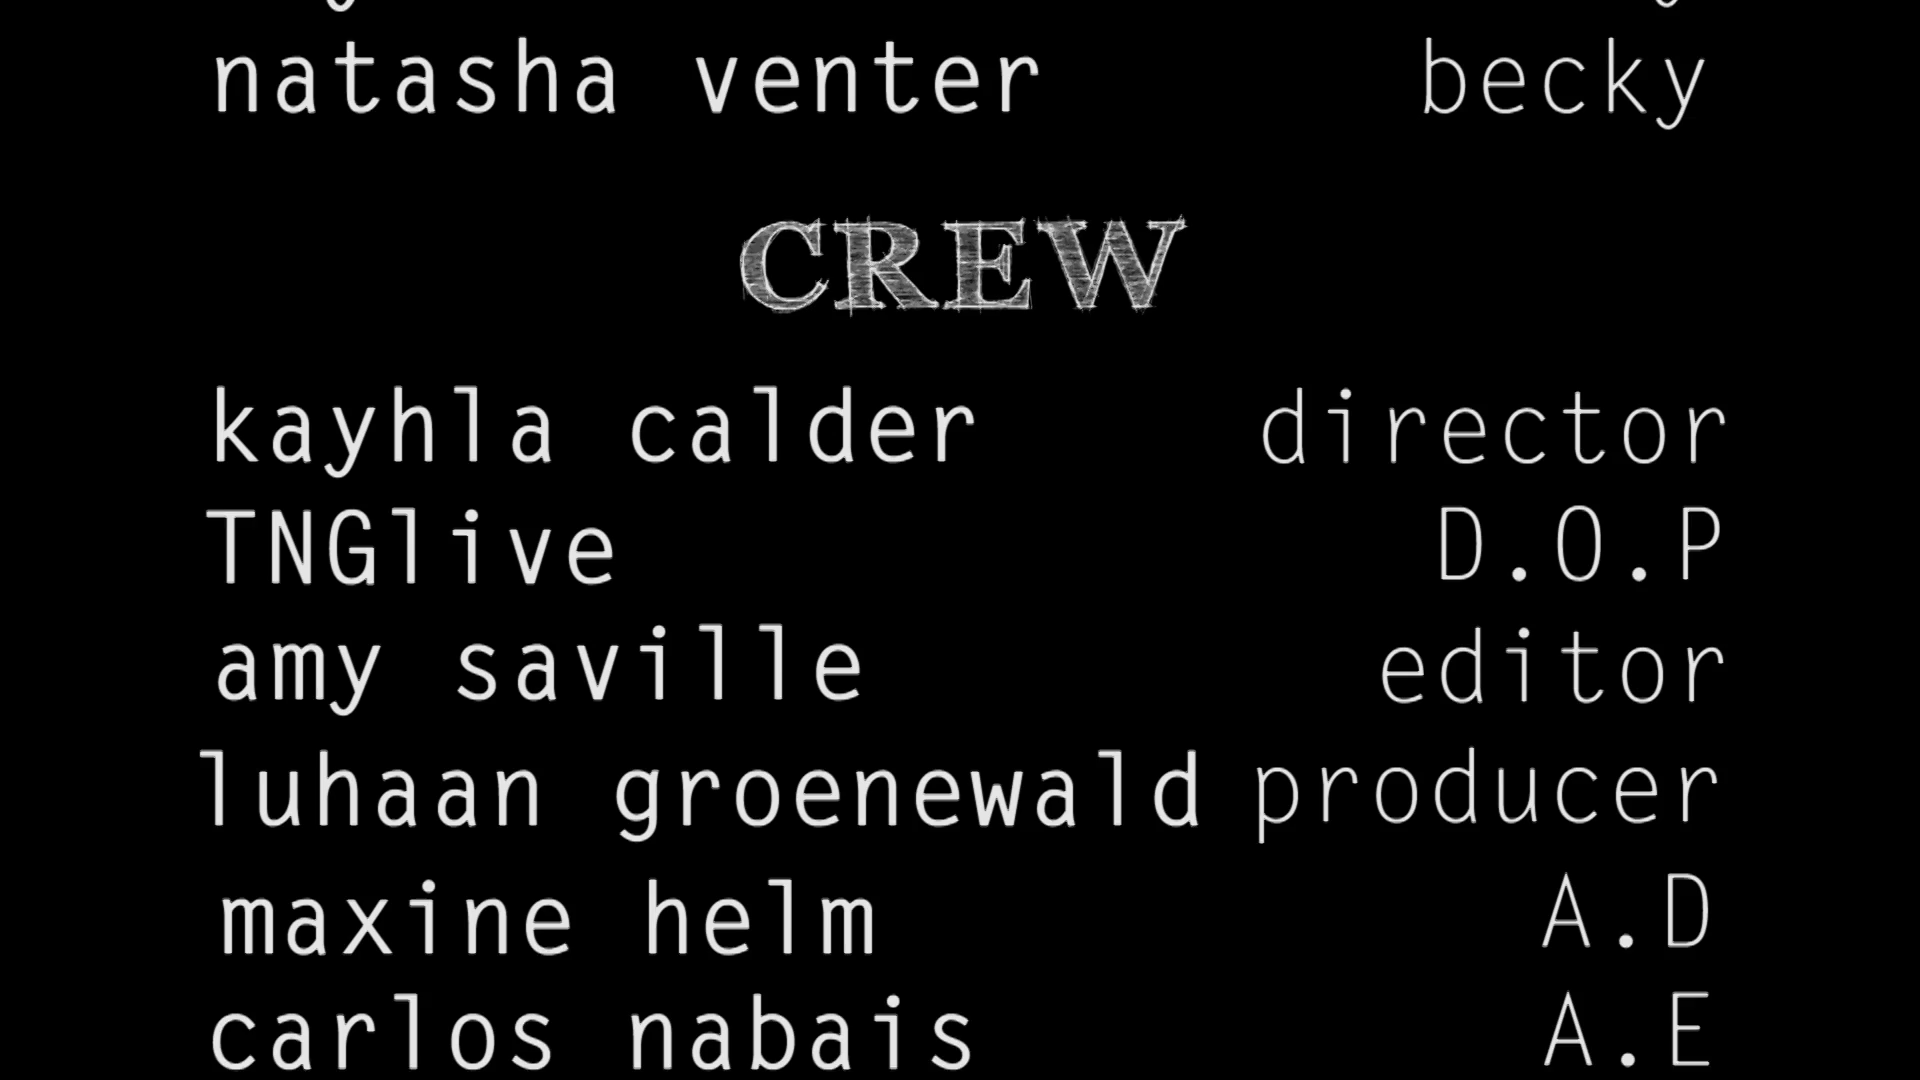 natasha venter becky
CREW
kayhla calder director
TNGlive D.O.P
amy saville editor
luhaan groenewald producer
maxine helm A.D
carlos nabais A.E